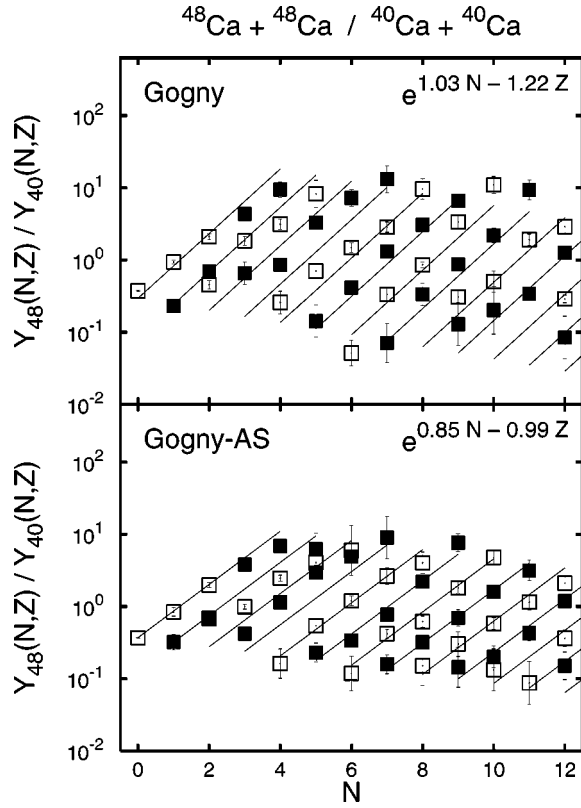 ⁴⁸Ca + ⁴⁸Ca / ⁴⁰Ca + ⁴⁰Ca
Gogny
e^{1.03 N − 1.22 Z}
Y₄₈(N,Z) / Y₄₀(N,Z)
10²
10¹
10⁰
10⁻¹
10⁻²
Gogny-AS
e^{0.85 N − 0.99 Z}
Y₄₈(N,Z) / Y₄₀(N,Z)
10²
10¹
10⁰
10⁻¹
10⁻²
0 2 4 6 8 10 12
N